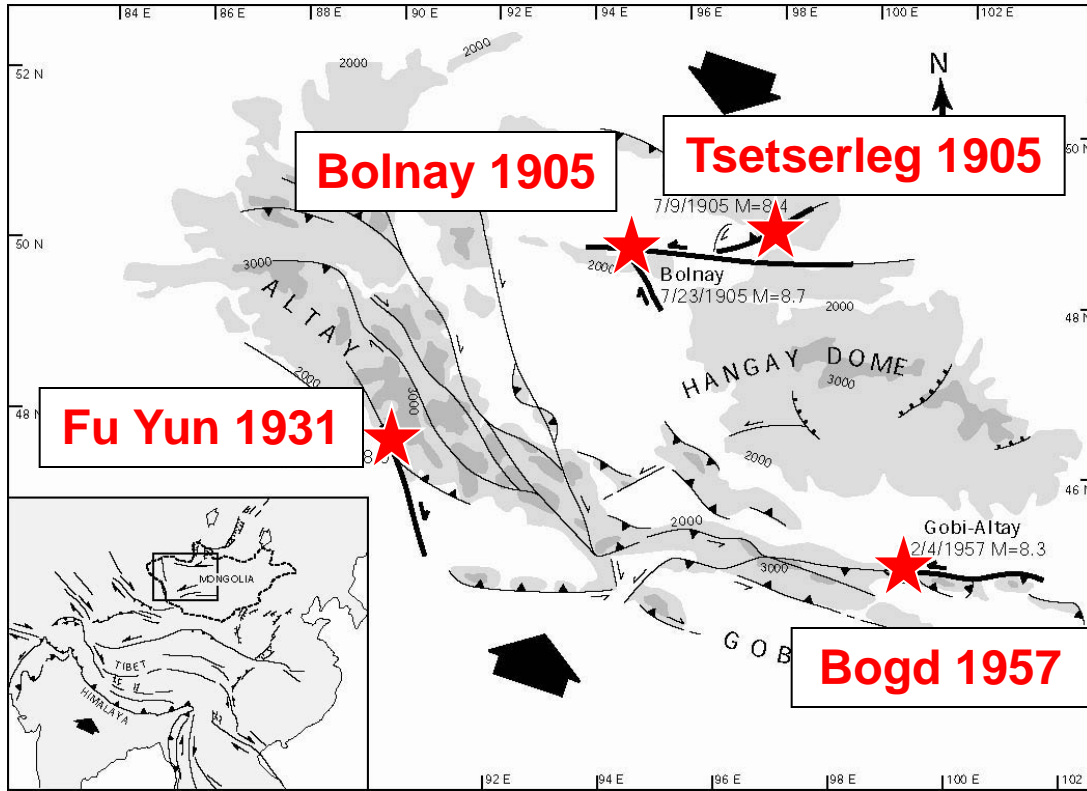 84 E 86 E 88 E 90 E 92 E 94 E 96 E 98 E 100 E 102 E
52 N
2000
2000
N
50 N
Bolnay 1905
Tsetserleg 1905
7/9/1905 M=8.4
50 N
3000
2000
Bolnay
7/23/1905 M=8.7
2000
48 N
ALTAY
HANGAY DOME
3000
2000
3000
48 N
Fu Yun 1931
2000
46 N
2000
Gobi-Altay
2/4/1957 M=8.3
3000
MONGOLIA
TIBET
HIMALAYA
GOB
Bogd 1957
92 E 94 E 96 E 98 E 100 E 102 E